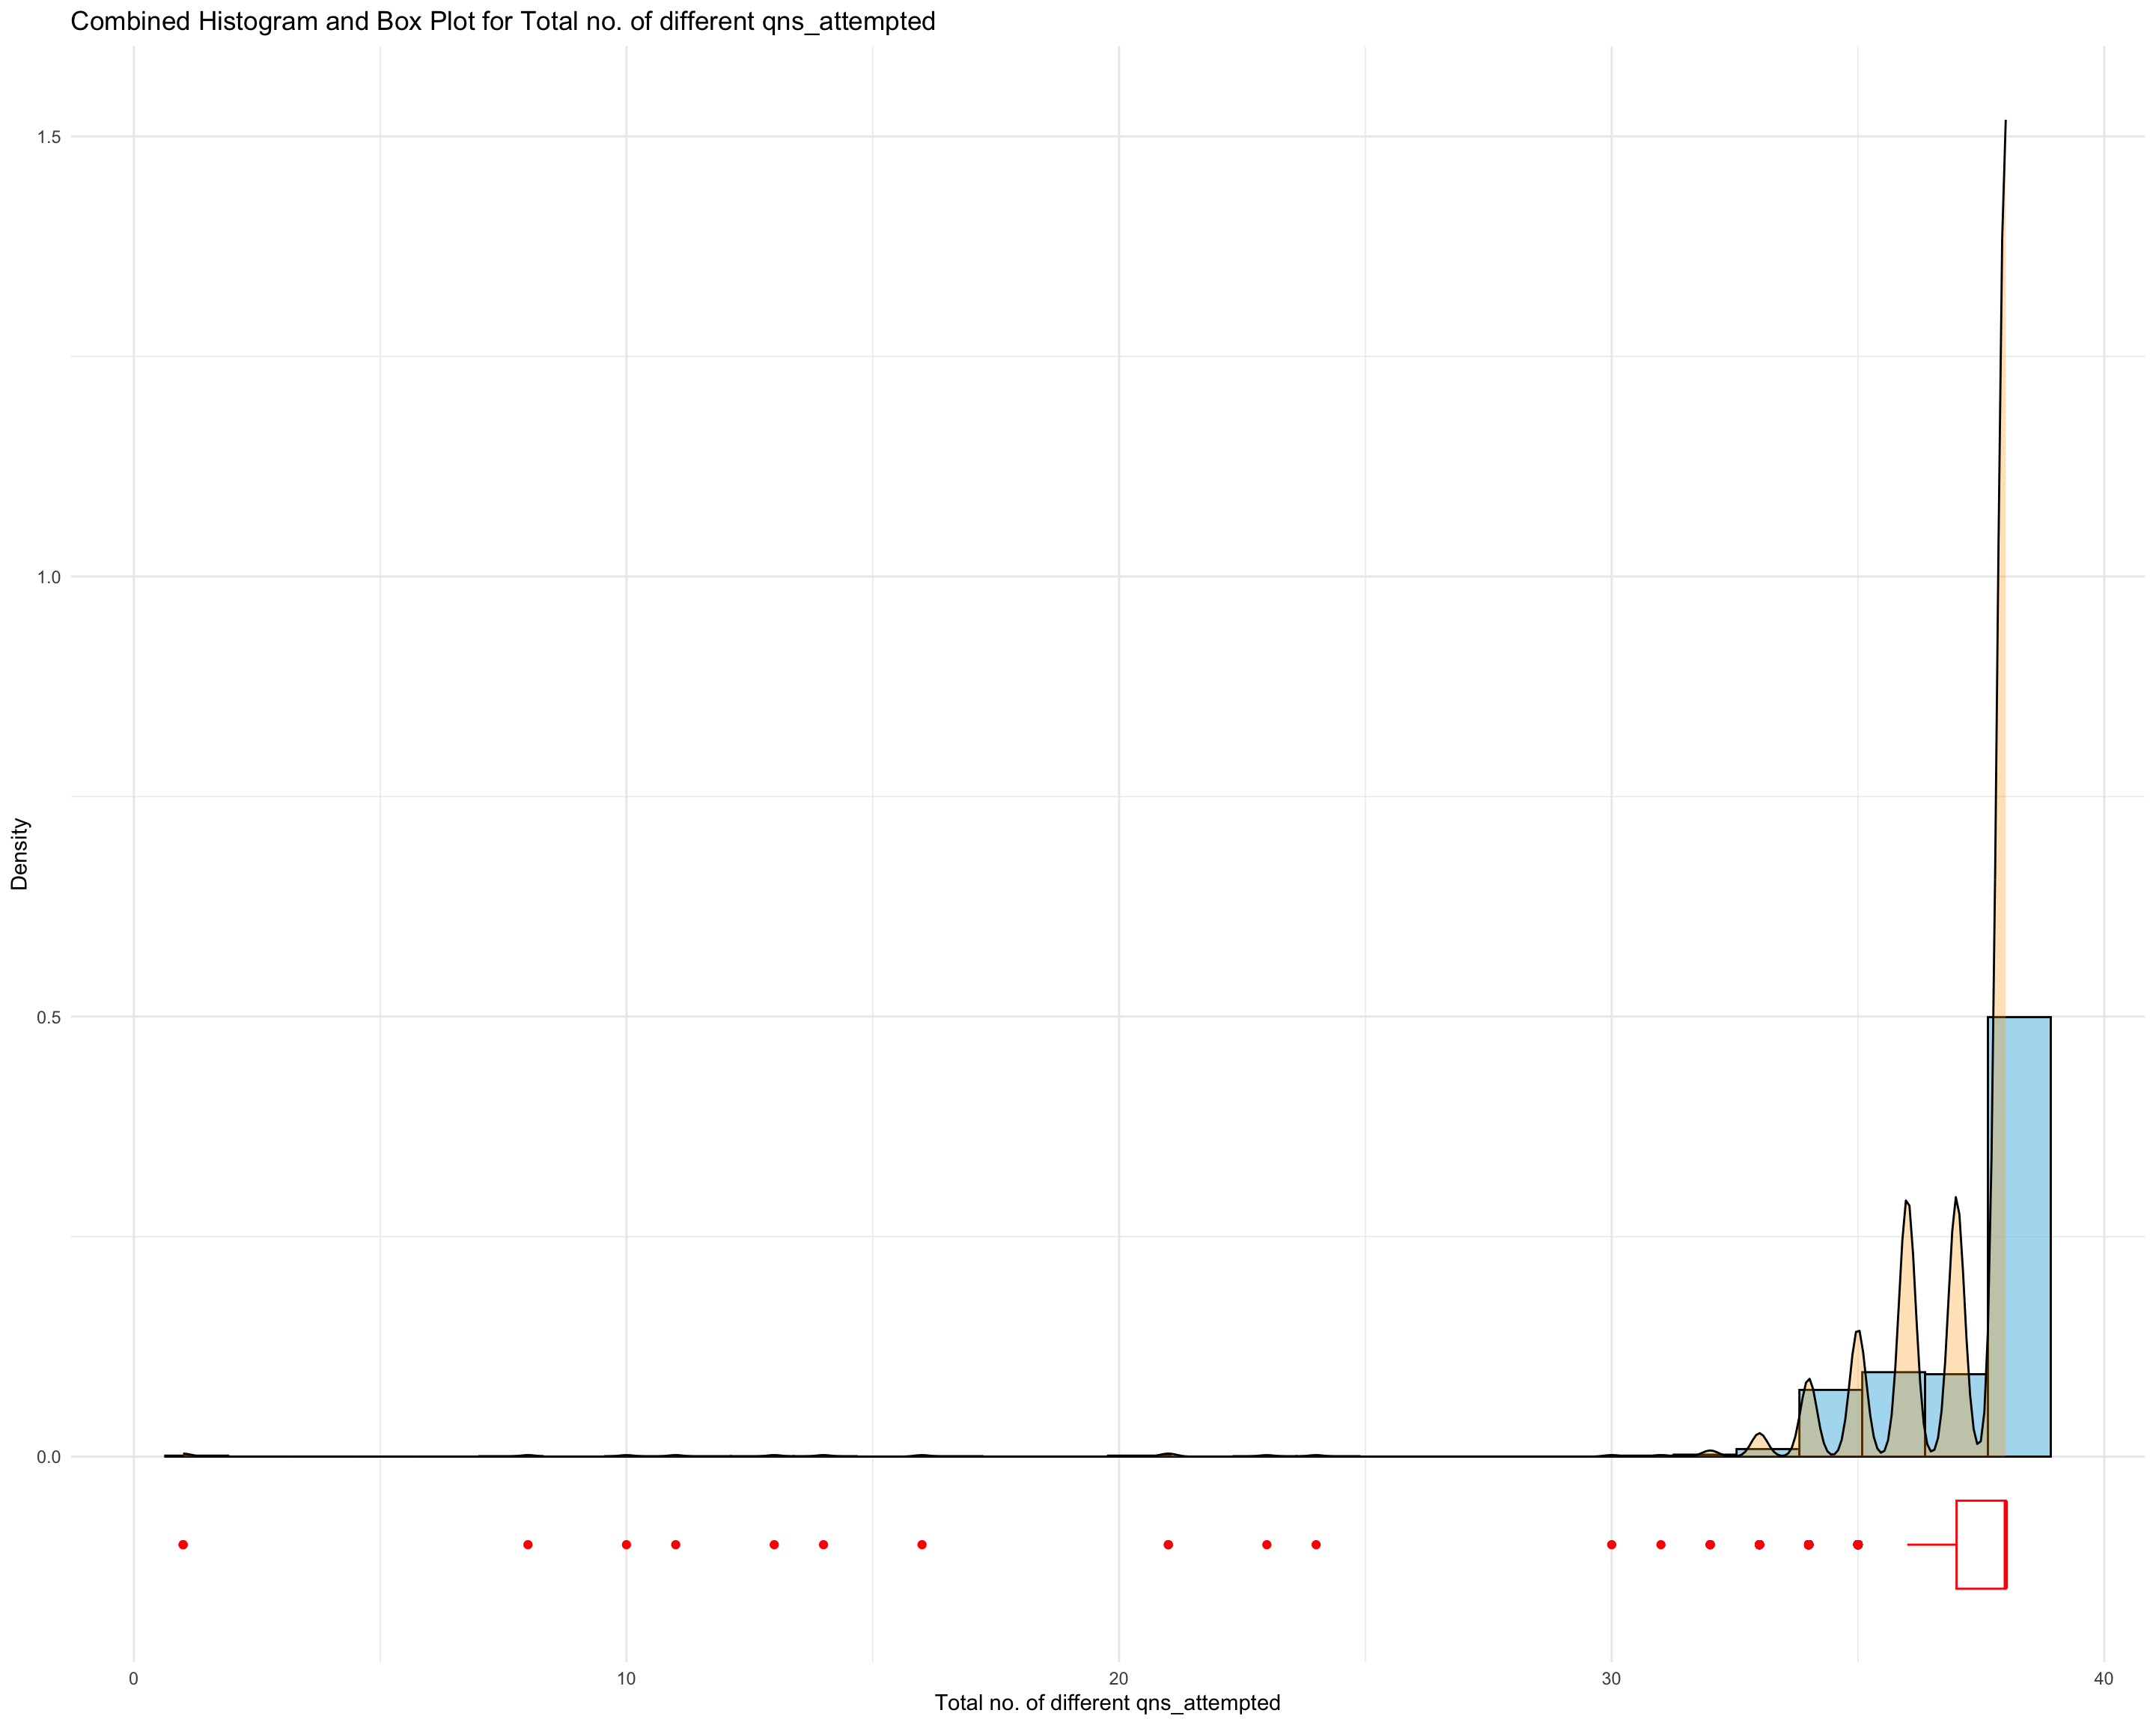 Combined Histogram and Box Plot for Total no. of different qns_attempted
1.5
1.0
0.5
0.0
Density
0 10 20 30 40
Total no. of different qns_attempted